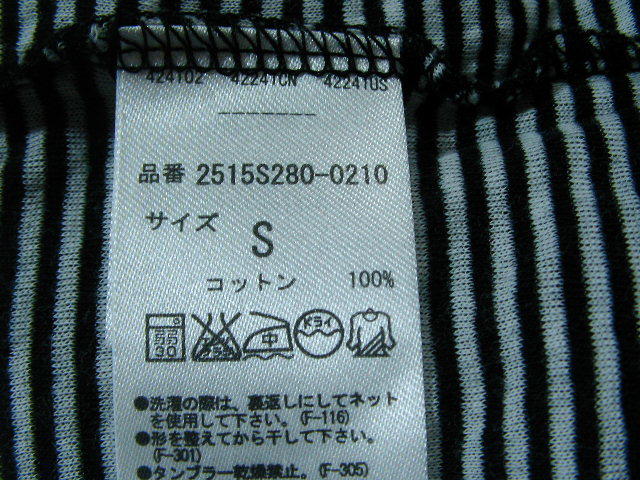 424102 42241CN 422410S
--------
品番 2515S280-0210
サイズ
S
コットン 100%
中 ドライ
●洗濯の際は、裏返しにしてネット
を使用して下さい。(F-116)
●形を整えてから干して下さい。
(F-301)
●タンブラー乾燥禁止。(F-305)